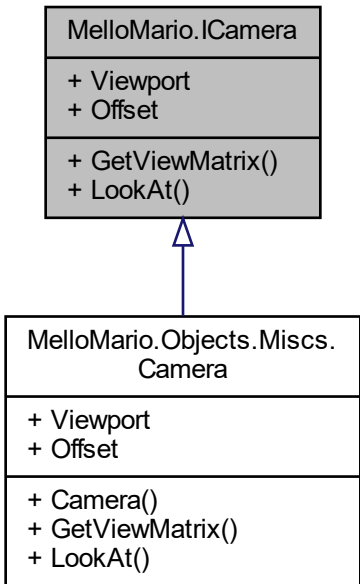 MelloMario.ICamera
+ Viewport
+ Offset
+ GetViewMatrix()
+ LookAt()
MelloMario.Objects.Miscs.
Camera
+ Viewport
+ Offset
+ Camera()
+ GetViewMatrix()
+ LookAt()